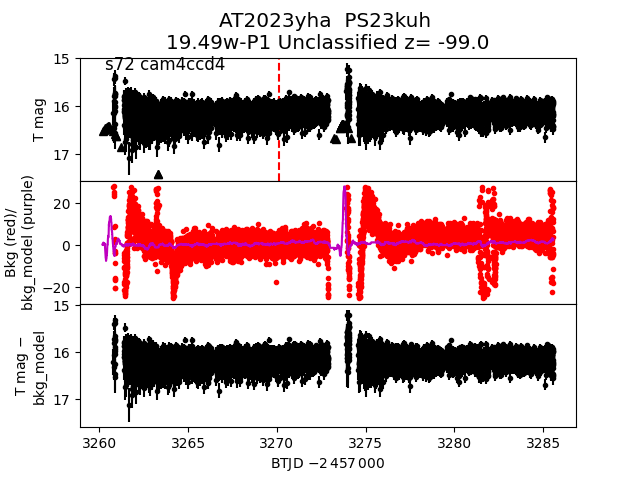 AT2023yha  PS23kuh
19.49w-P1 Unclassified z= -99.0
s72 cam4ccd4
15
16
17
T mag
20
0
−20
Bkg (red)/
bkg_model (purple)
15
16
17
T mag −
bkg_model
3260 3265 3270 3275 3280 3285
BTJD −2 457 000